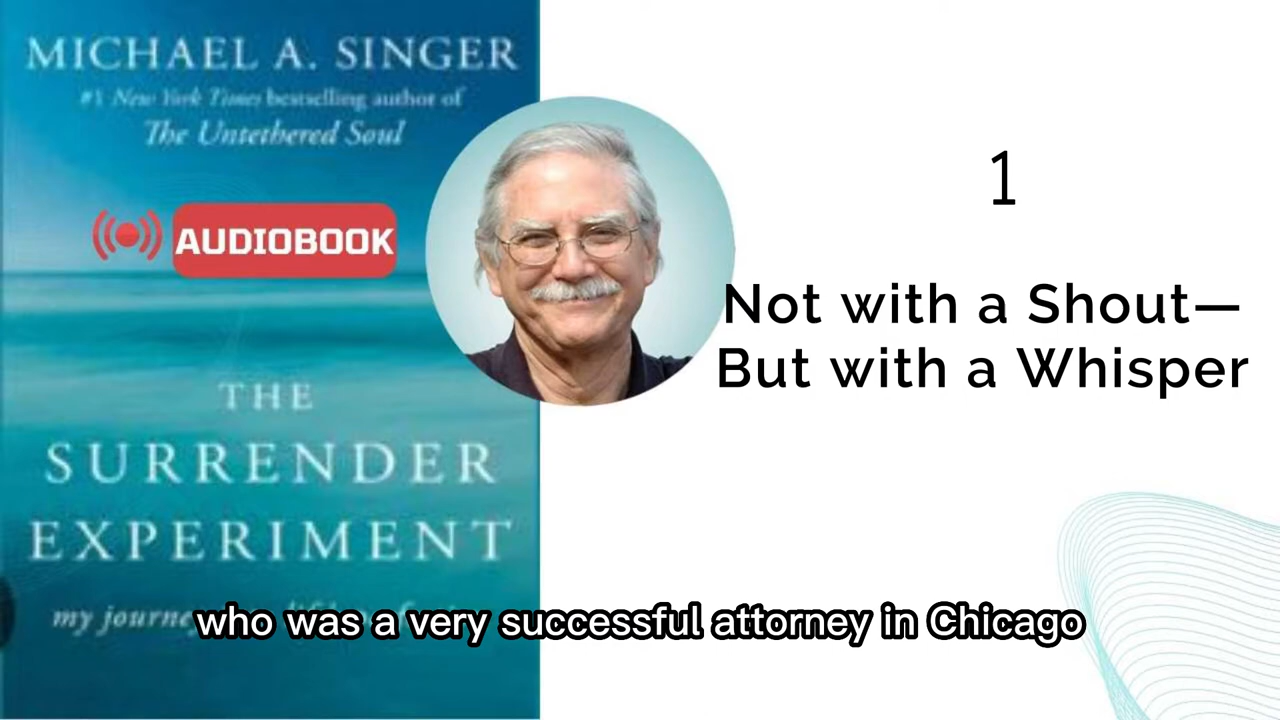 MICHAEL A. SINGER
#1 New York Times bestselling author of
The Untethered Soul
AUDIOBOOK
THE
SURRENDER
EXPERIMENT
my journe
1
Not with a Shout—
But with a Whisper
who was a very successful attorney in Chicago